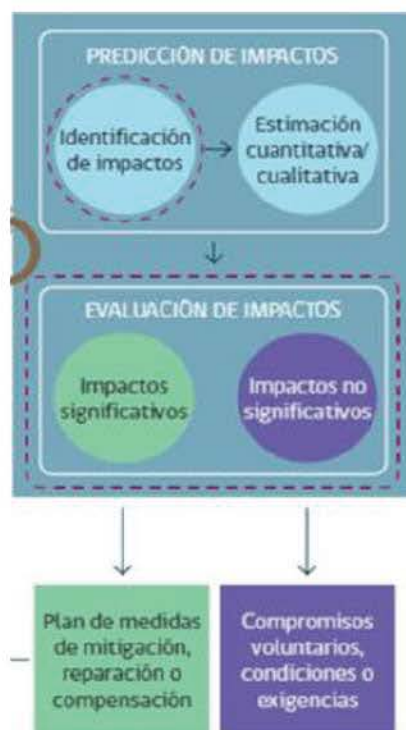 PREDICCIÓN DE IMPACTOS
Identificación
de impactos
Estimación
cuantitativa/
cualitativa
EVALUACIÓN DE IMPACTOS
Impactos
significativos
Impactos no
significativos
Plan de medidas
de mitigación,
reparación o
compensación
Compromisos
voluntarios,
condiciones o
exigencias